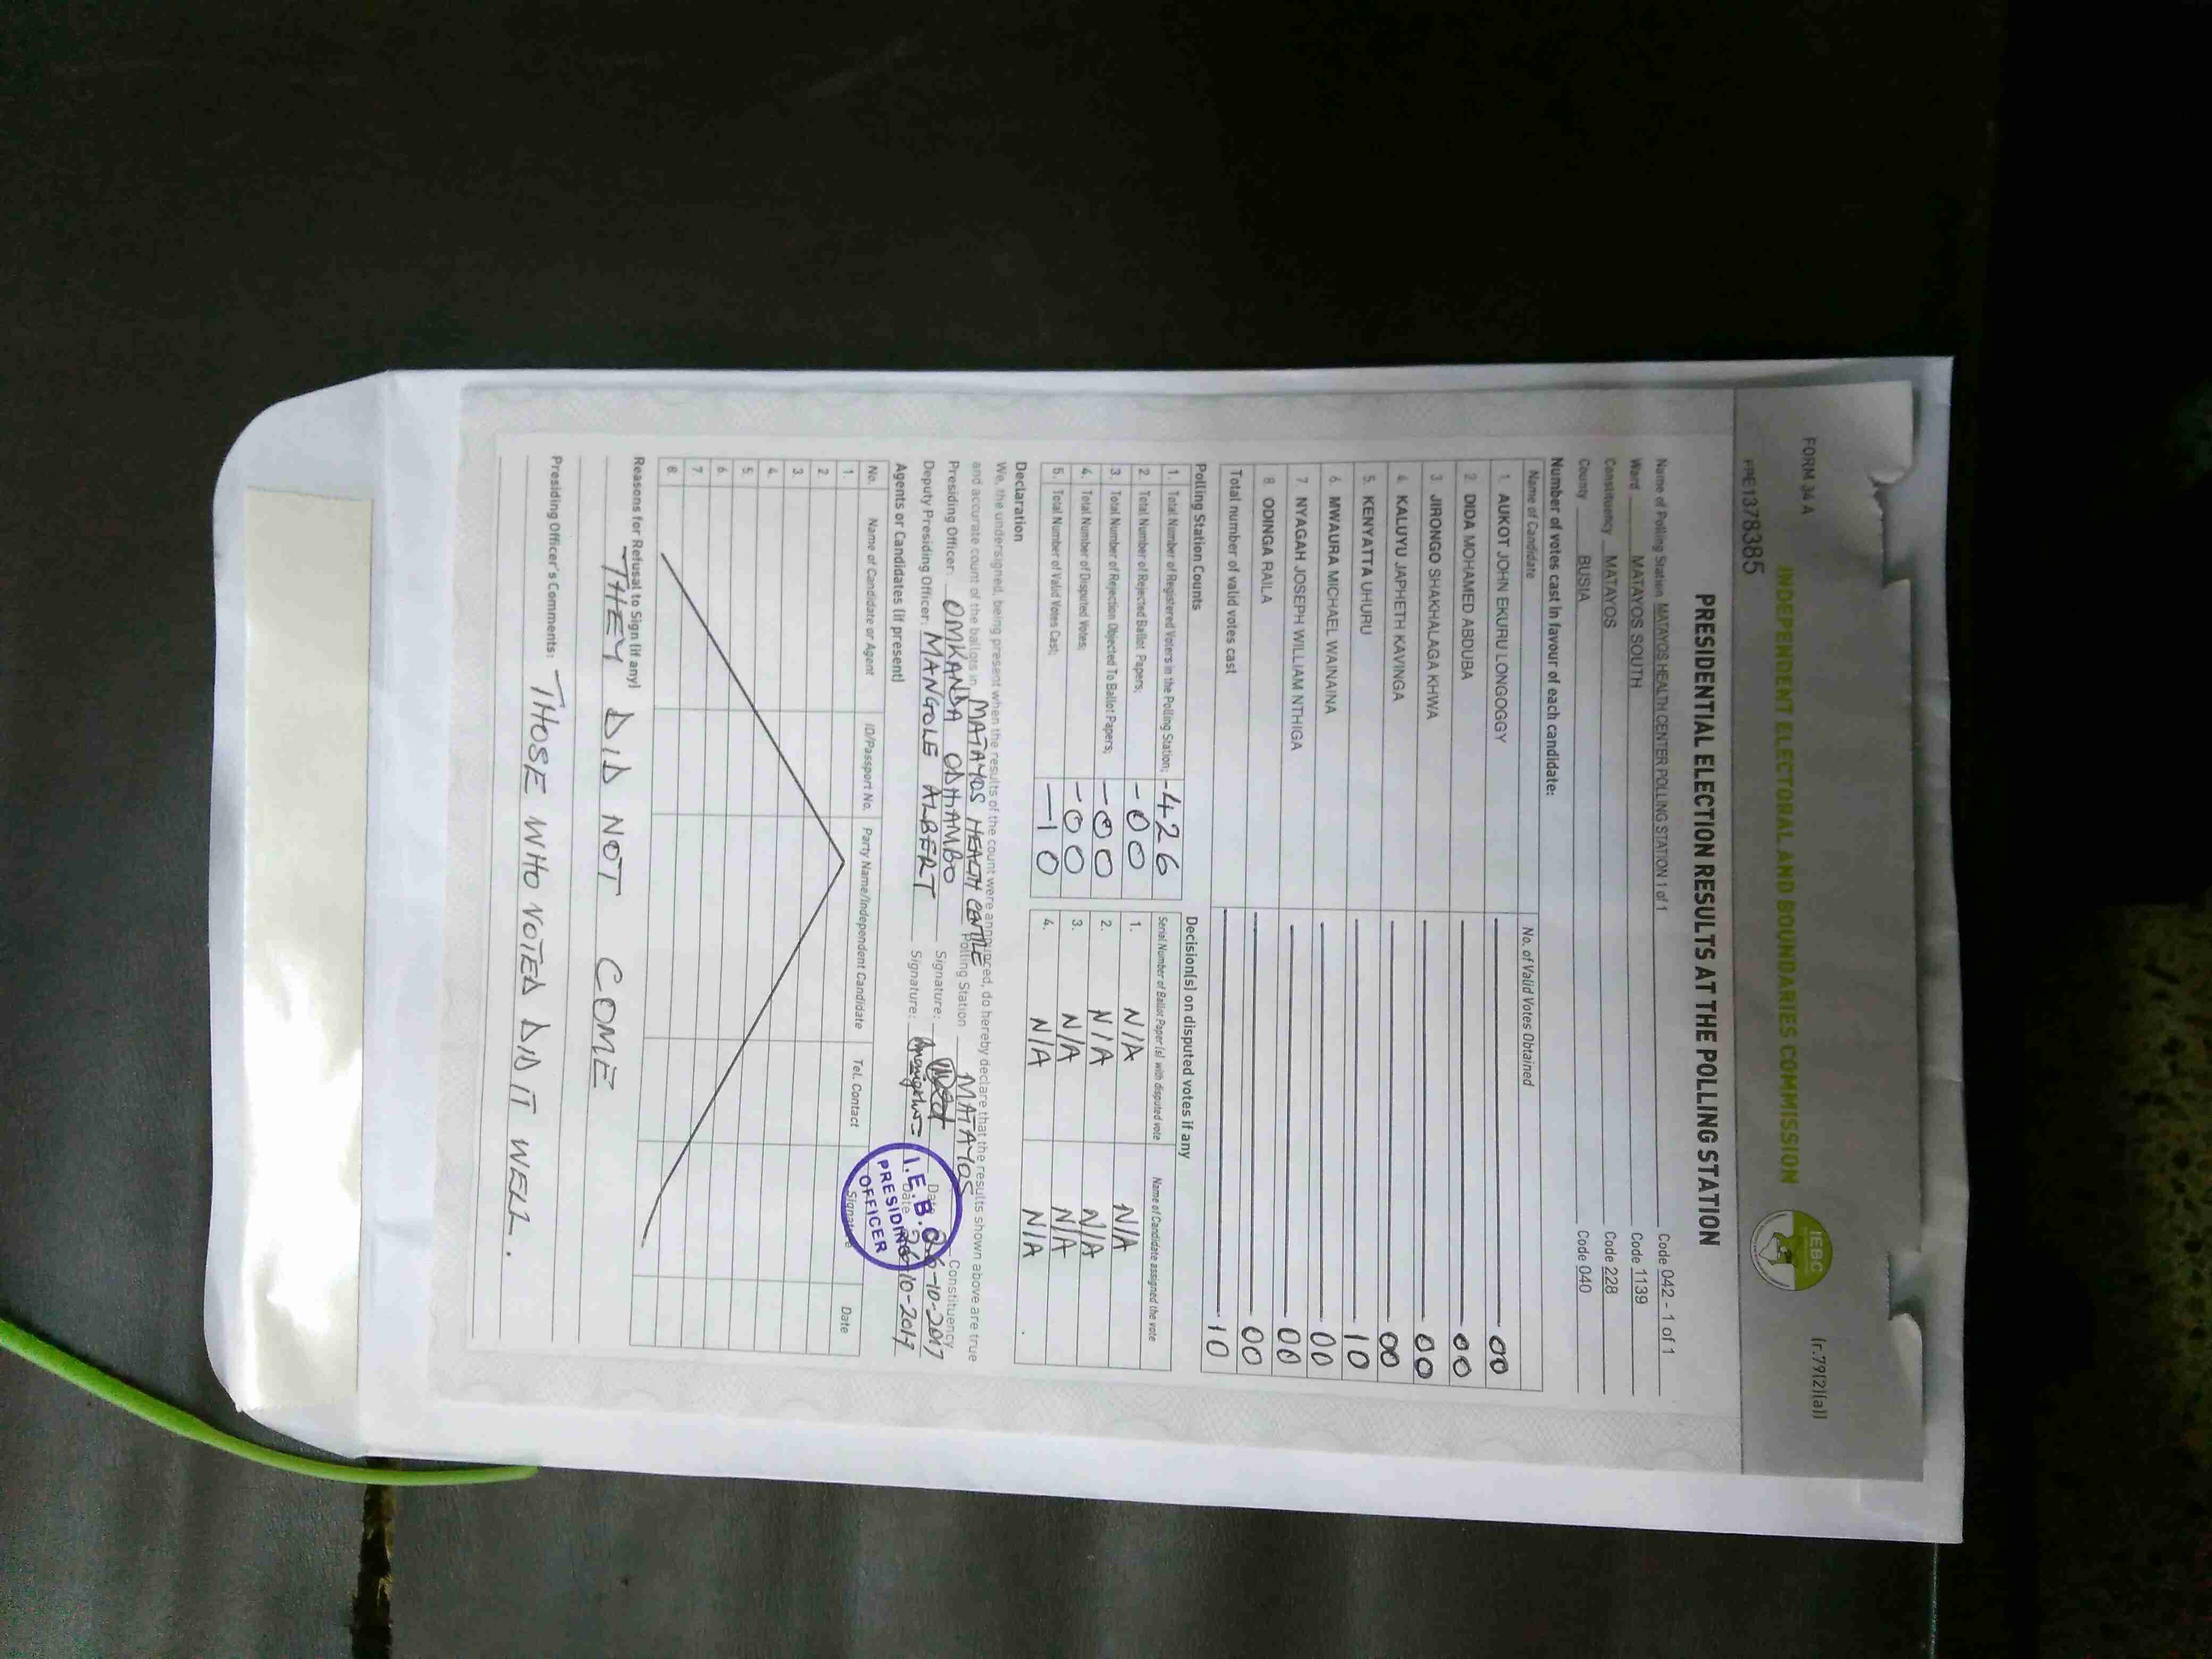 FORM 34 A
(r.79(2)(a))
INDEPENDENT ELECTORAL AND BOUNDARIES COMMISSION
IEBC
PRE1378385
PRESIDENTIAL ELECTION RESULTS AT THE POLLING STATION
Name of Polling Station MATAYOS HEALTH CENTER POLLING STATION 1 of 1 Code 042 - 1 of 1
Ward MATAYOS SOUTH Code 1139
Constituency MATAYOS Code 228
County BUSIA Code 040
Number of votes cast in favour of each candidate:
Name of Candidate No. of Valid Votes Obtained
1. AUKOT JOHN EKURU LONGOGGY 00
2. DIDA MOHAMED ABDUBA 00
3. JIRONGO SHAKHALAGA KHWA 00
4. KALUYU JAPHETH KAVINGA 00
5. KENYATTA UHURU 10
6. MWAURA MICHAEL WAINAINA 00
7. NYAGAH JOSEPH WILLIAM NTHIGA 00
8. ODINGA RAILA 00
Total number of valid votes cast 10
Polling Station Counts
1. Total Number of Registered Voters in the Polling Station; -426
2. Total Number of Rejected Ballot Papers; -00
3. Total Number of Rejection Objected To Ballot Papers; -00
4. Total Number of Disputed Votes; -00
5. Total Number of Valid Votes Cast; -10
Decision(s) on disputed votes if any
Serial Number of Ballot Paper (s) with disputed vote Name of Candidate assigned the vote
1. N/A N/A
2. N/A N/A
3. N/A N/A
4. N/A N/A
Declaration
We, the undersigned, being present when the results of the count were announced, do hereby declare that the results shown above are true
and accurate count of the ballots in MATAYOS HEALTH Polling Station MATAYOS Constituency
Presiding Officer: ODHIAMBO Signature: Date 26-10-2017
Deputy Presiding Officer: MANGOLE ALBERT Signature: Date 26-10-2017
I.E.B.C
PRESIDING
OFFICER
Agents or Candidates (if present)
No. Name of Candidate or Agent ID/Passport No. Party Name/Independent Candidate Tel. Contact Signature Date
1.
2.
3.
4.
5.
6.
7.
8.
Reasons for Refusal to Sign (if any)
THEY DID NOT COME
Presiding Officer's Comments: THOSE WHO VOTED DID IT WELL.